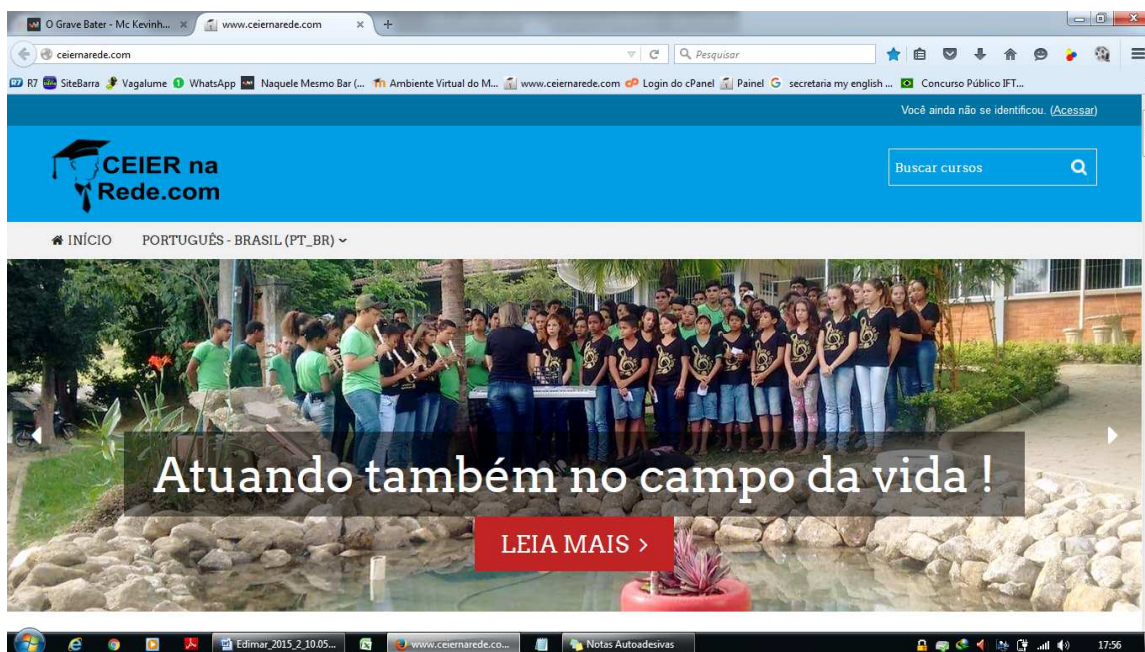 O Grave Bater - Mc Kevinh...
www.ceiernarede.com
ceiernarede.com
Pesquisar
R7 SiteBarra Vagalume WhatsApp Naquele Mesmo Bar (... Ambiente Virtual do M... www.ceiernarede.com Login do cPanel Painel secretaria my english ... Concurso Público IFT...
Você ainda não se identificou. (Acessar)
CEIER na
Rede.com
Buscar cursos
INÍCIO PORTUGUÊS - BRASIL (PT_BR)
Atuando também no campo da vida !
LEIA MAIS >
Edimar_2015_2_10.05... www.ceiernarede.co... Notas Autoadesivas 17:56